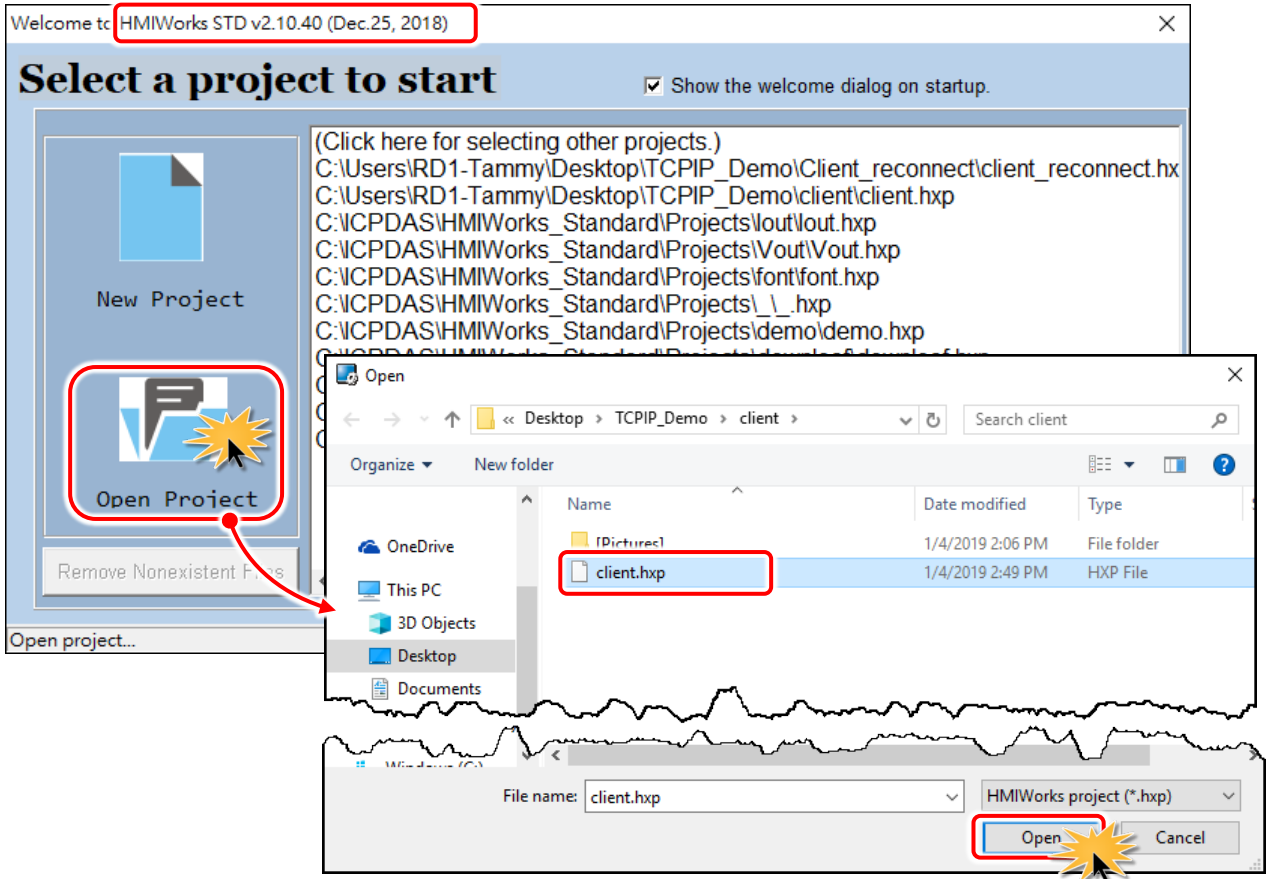 Welcome to HMIWorks STD v2.10.40 (Dec.25, 2018)
Select a project to start
Show the welcome dialog on startup.
New Project
Open Project
Remove Nonexistent Files
(Click here for selecting other projects.)
C:\Users\RD1-Tammy\Desktop\TCPIP_Demo\Client_reconnect\client_reconnect.hx
C:\Users\RD1-Tammy\Desktop\TCPIP_Demo\client\client.hxp
C:\ICPDAS\HMIWorks_Standard\Projects\Iout\Iout.hxp
C:\ICPDAS\HMIWorks_Standard\Projects\Vout\Vout.hxp
C:\ICPDAS\HMIWorks_Standard\Projects\font\font.hxp
C:\ICPDAS\HMIWorks_Standard\Projects\_\_.hxp
C:\ICPDAS\HMIWorks_Standard\Projects\demo\demo.hxp
Open project...
Open
« Desktop > TCPIP_Demo > client >
Search client
Organize
New folder
Name Date modified Type
[Pictures] 1/4/2019 2:06 PM File folder
client.hxp 1/4/2019 2:49 PM HXP File
OneDrive
This PC
3D Objects
Desktop
Documents
Windows (C:)
File name: client.hxp
HMIWorks project (*.hxp)
Open
Cancel